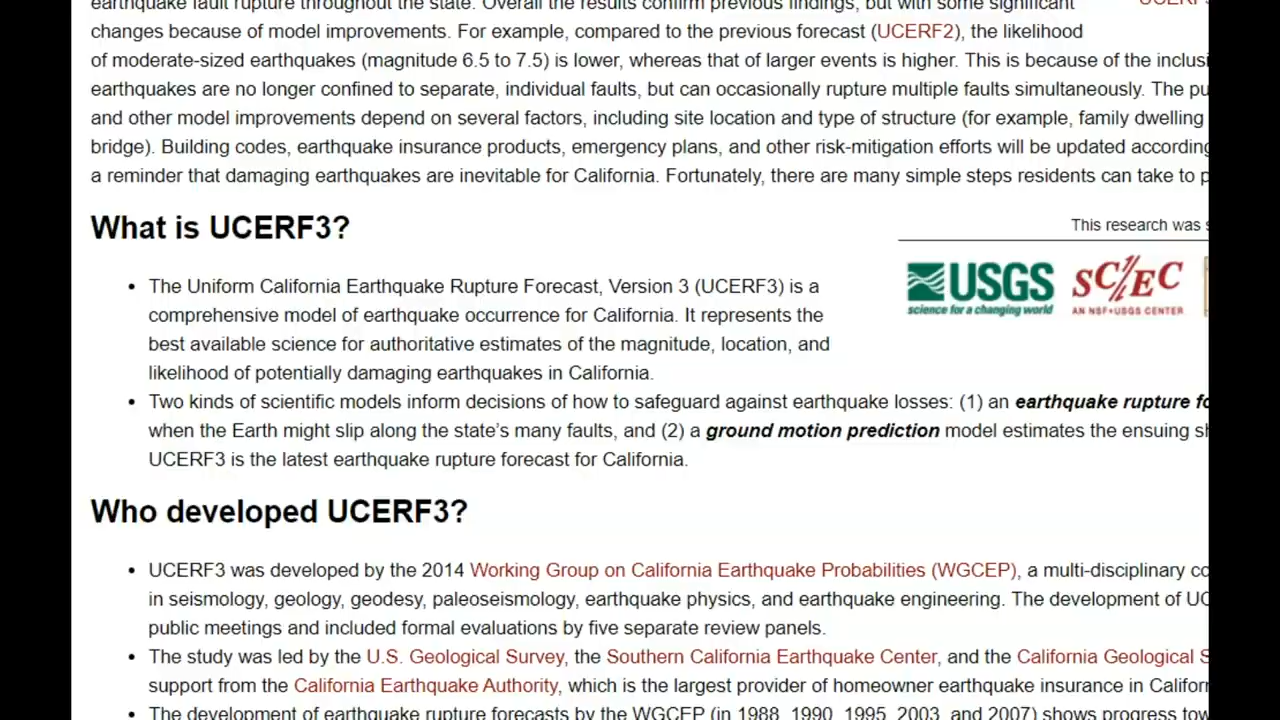 earthquake fault rupture throughout the state. Overall the results confirm previous findings, but with some significant
changes because of model improvements. For example, compared to the previous forecast (UCERF2), the likelihood
of moderate-sized earthquakes (magnitude 6.5 to 7.5) is lower, whereas that of larger events is higher. This is because of the
earthquakes are no longer confined to separate, individual faults, but can occasionally rupture multiple faults simultaneously. The
and other model improvements depend on several factors, including site location and type of structure (for example, family dwelling
bridge). Building codes, earthquake insurance products, emergency plans, and other risk-mitigation efforts will be updated
a reminder that damaging earthquakes are inevitable for California. Fortunately, there are many simple steps residents can take to
What is UCERF3?
This research was
USGS
science for a changing world
SC/EC
AN NSF+USGS CENTER
• The Uniform California Earthquake Rupture Forecast, Version 3 (UCERF3) is a
comprehensive model of earthquake occurrence for California. It represents the
best available science for authoritative estimates of the magnitude, location, and
likelihood of potentially damaging earthquakes in California.
• Two kinds of scientific models inform decisions of how to safeguard against earthquake losses: (1) an earthquake rupture
when the Earth might slip along the state’s many faults, and (2) a ground motion prediction model estimates the ensuing
UCERF3 is the latest earthquake rupture forecast for California.
Who developed UCERF3?
• UCERF3 was developed by the 2014 Working Group on California Earthquake Probabilities (WGCEP), a multi-disciplinary
in seismology, geology, geodesy, paleoseismology, earthquake physics, and earthquake engineering. The development of
public meetings and included formal evaluations by five separate review panels.
• The study was led by the U.S. Geological Survey, the Southern California Earthquake Center, and the California Geological
support from the California Earthquake Authority, which is the largest provider of homeowner earthquake insurance in
• The development of earthquake rupture forecasts by the WGCEP (in 1988, 1990, 1995, 2003, and 2007) shows progress